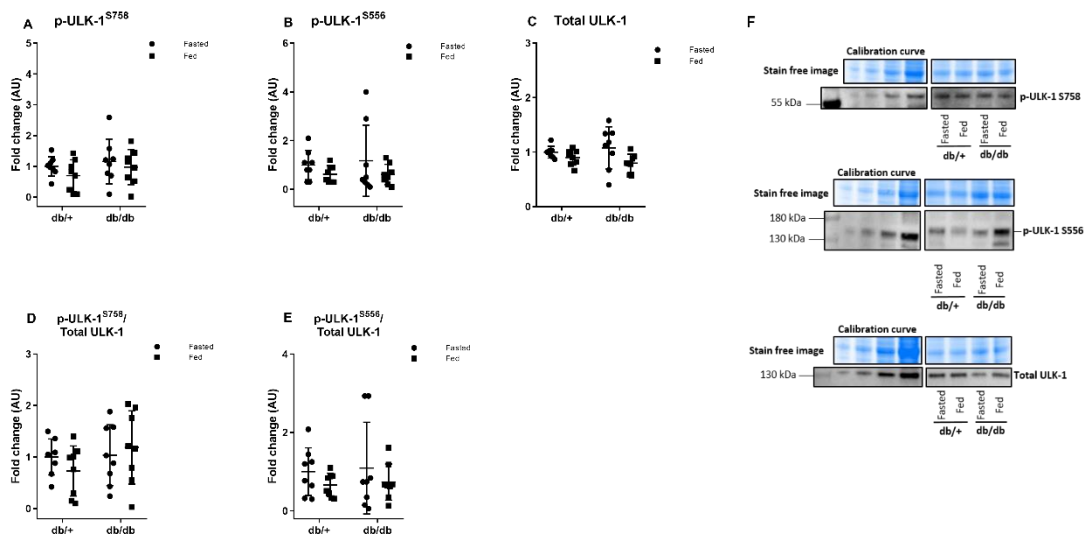 A
p-ULK-1S758
Fold change (AU)
5
4
3
2
1
0
db/+
db/db
Fasted
Fed
B
p-ULK-1S556
Fold change (AU)
6
4
2
0
db/+
db/db
Fasted
Fed
C
Total ULK-1
Fold change (AU)
3
2
1
0
db/+
db/db
Fasted
Fed
D
p-ULK-1S758/
Total ULK-1
Fold change (AU)
3
2
1
0
db/+
db/db
Fasted
Fed
E
p-ULK-1S556/
Total ULK-1
Fold change (AU)
4
2
0
db/+
db/db
Fasted
Fed
F
Calibration curve
Stain free image
55 kDa
p-ULK-1 S758
Fasted
Fed
Fasted
Fed
db/+
db/db
Calibration curve
Stain free image
180 kDa
130 kDa
p-ULK-1 S556
Fasted
Fed
Fasted
Fed
db/+
db/db
Calibration curve
Stain free image
130 kDa
Total ULK-1
Fasted
Fed
Fasted
Fed
db/+
db/db